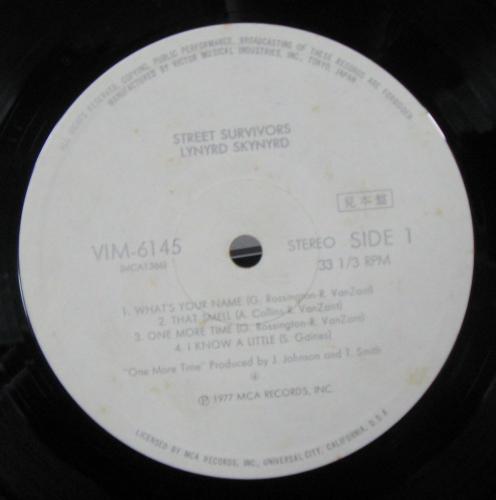 ALL RIGHTS RESERVED. COPYING, PUBLIC PERFORMANCE, BROADCASTING OF THESE RECORDS ARE FORBIDDEN.
MANUFACTURED BY VICTOR MUSICAL INDUSTRIES, INC., TOKYO, JAPAN
STREET SURVIVORS
LYNYRD SKYNYRD
見本盤
VIM-6145
STEREO SIDE 1
33 1/3 RPM
1. WHAT'S YOUR NAME (G. Rossington-R. VanZant)
2. THAT SMELL (A. Collins-R. VanZant)
3. ONE MORE TIME (G. Rossington-R. VanZant)
4. I KNOW A LITTLE (S. Gaines)
"One More Time" Produced by J. Johnson and T. Smith
Ⓟ 1977 MCA RECORDS, INC.
LICENSED BY MCA RECORDS, INC., UNIVERSAL CITY, CALIFORNIA, U.S.A